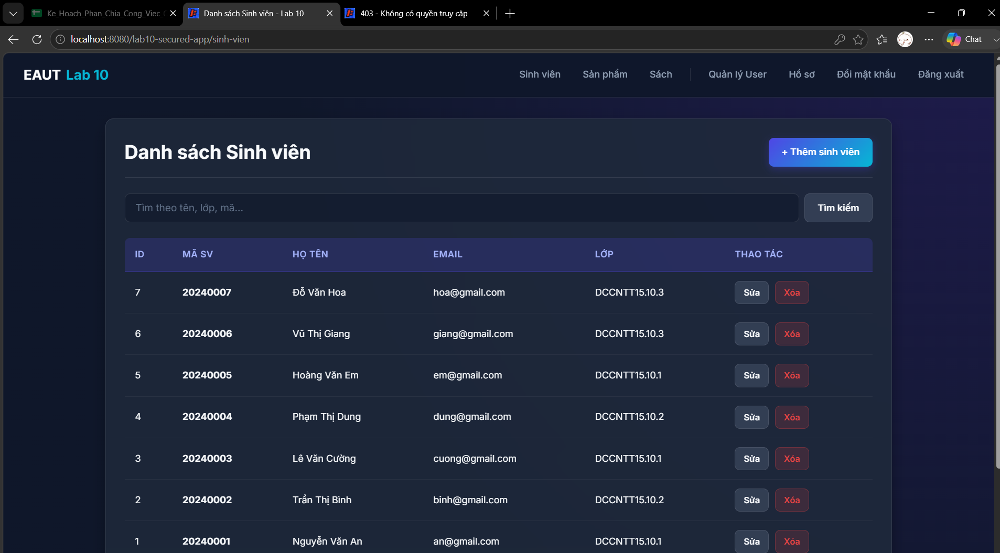 Ke_Hoach_Phan_Chia_Cong_Viec_
Danh sách Sinh viên - Lab 10
403 - Không có quyền truy cập
localhost:8080/lab10-secured-app/sinh-vien
Chat
EAUT Lab 10
Sinh viên
Sản phẩm
Sách
Quản lý User
Hồ sơ
Đổi mật khẩu
Đăng xuất
Danh sách Sinh viên
+ Thêm sinh viên
Tìm theo tên, lớp, mã...
Tìm kiếm
ID MÃ SV HỌ TÊN EMAIL LỚP THAO TÁC
7 20240007 Đỗ Văn Hoa hoa@gmail.com DCCNTT15.10.3 Sửa Xóa
6 20240006 Vũ Thị Giang giang@gmail.com DCCNTT15.10.3 Sửa Xóa
5 20240005 Hoàng Văn Em em@gmail.com DCCNTT15.10.1 Sửa Xóa
4 20240004 Phạm Thị Dung dung@gmail.com DCCNTT15.10.2 Sửa Xóa
3 20240003 Lê Văn Cường cuong@gmail.com DCCNTT15.10.1 Sửa Xóa
2 20240002 Trần Thị Bình binh@gmail.com DCCNTT15.10.2 Sửa Xóa
1 20240001 Nguyễn Văn An an@gmail.com DCCNTT15.10.1 Sửa Xóa